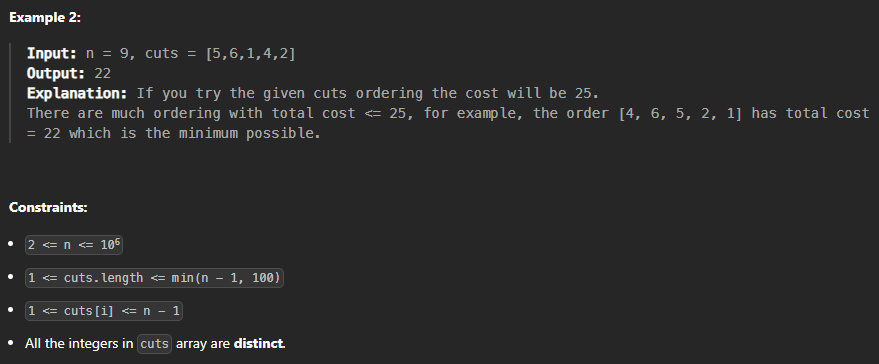 Example 2:
Input: n = 9, cuts = [5,6,1,4,2]
Output: 22
Explanation: If you try the given cuts ordering the cost will be 25.
There are much ordering with total cost <= 25, for example, the order [4, 6, 5, 2, 1] has total cost
= 22 which is the minimum possible.
Constraints:
• 2 <= n <= 10⁶
• 1 <= cuts.length <= min(n - 1, 100)
• 1 <= cuts[i] <= n - 1
• All the integers in cuts array are distinct.